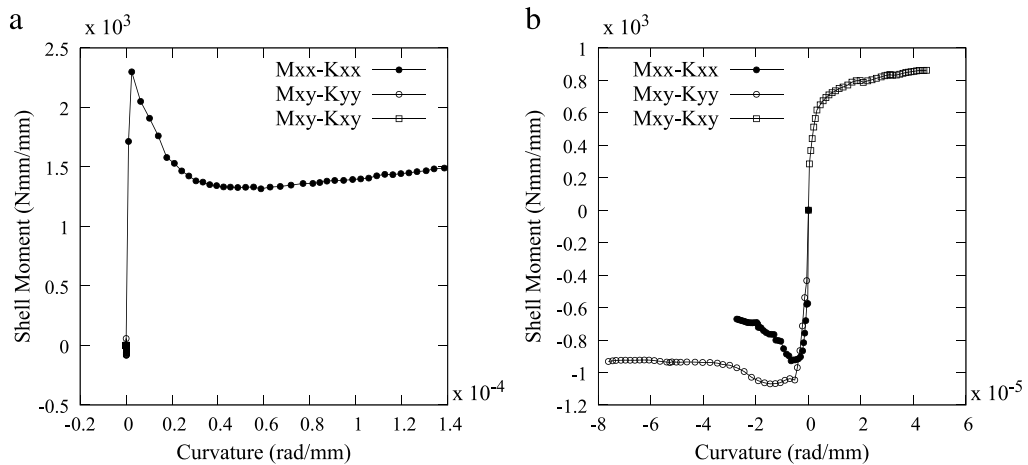 a
x 10³
2.5
2
1.5
1
0.5
0
-0.5
Shell Moment (Nmm/mm)
Mxx-Kxx
Mxy-Kyy
Mxy-Kxy
x 10⁻⁴
-0.2 0 0.2 0.4 0.6 0.8 1 1.2 1.4
Curvature (rad/mm)
b
x 10³
1
0.8
0.6
0.4
0.2
0
-0.2
-0.4
-0.6
-0.8
-1
-1.2
Shell Moment (Nmm/mm)
Mxx-Kxx
Mxy-Kyy
Mxy-Kxy
x 10⁻⁵
-8 -6 -4 -2 0 2 4 6
Curvature (rad/mm)